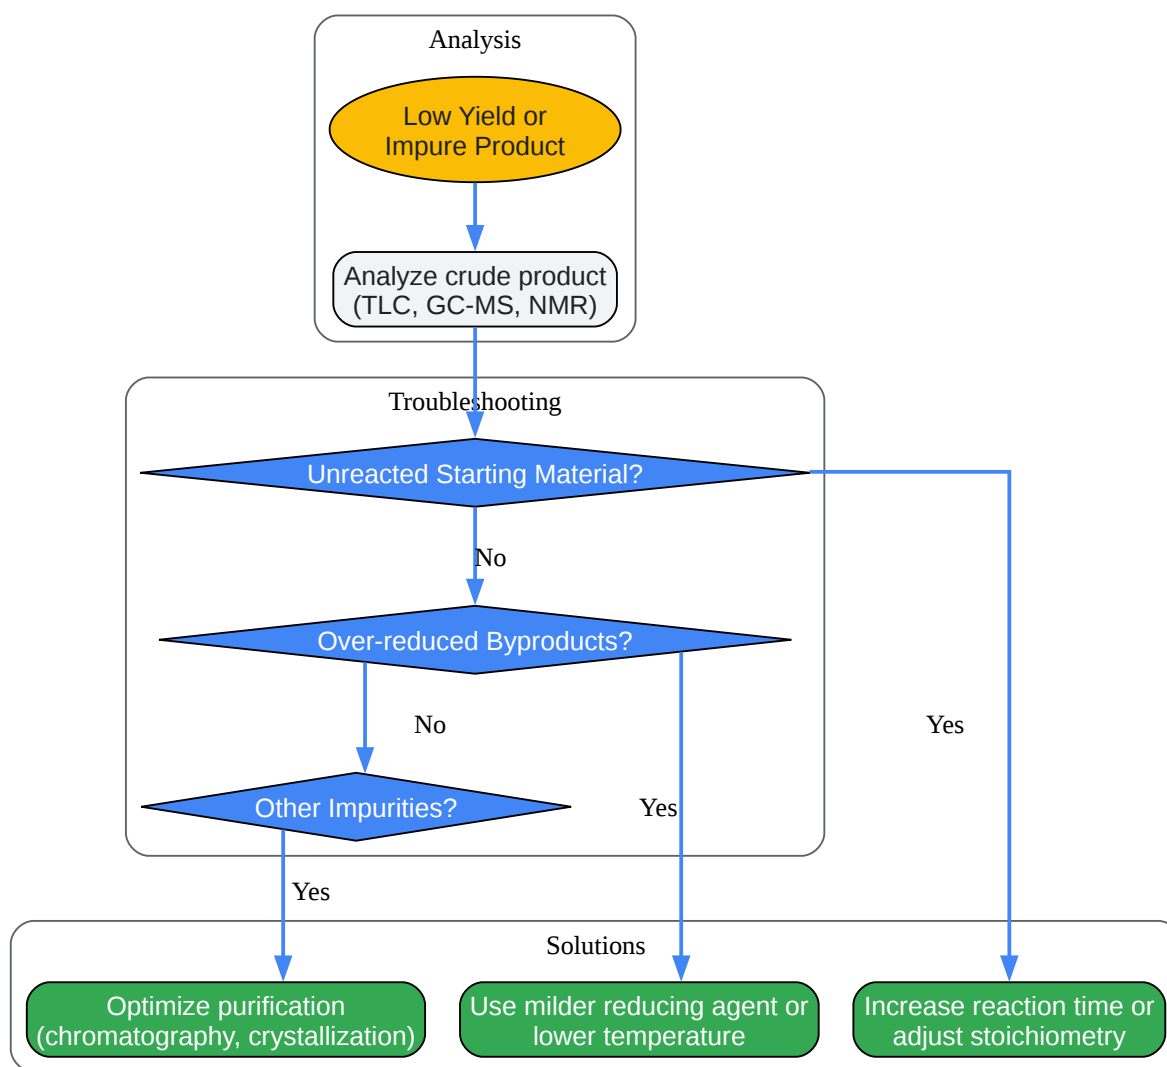 Analysis
Low Yield or
Impure Product
Analyze crude product
(TLC, GC-MS, NMR)
Troubleshooting
Unreacted Starting Material?
No
Over-reduced Byproducts?
No
Yes
Other Impurities?
Yes
Yes
Solutions
Optimize purification
(chromatography, crystallization)
Use milder reducing agent or
lower temperature
Increase reaction time or
adjust stoichiometry